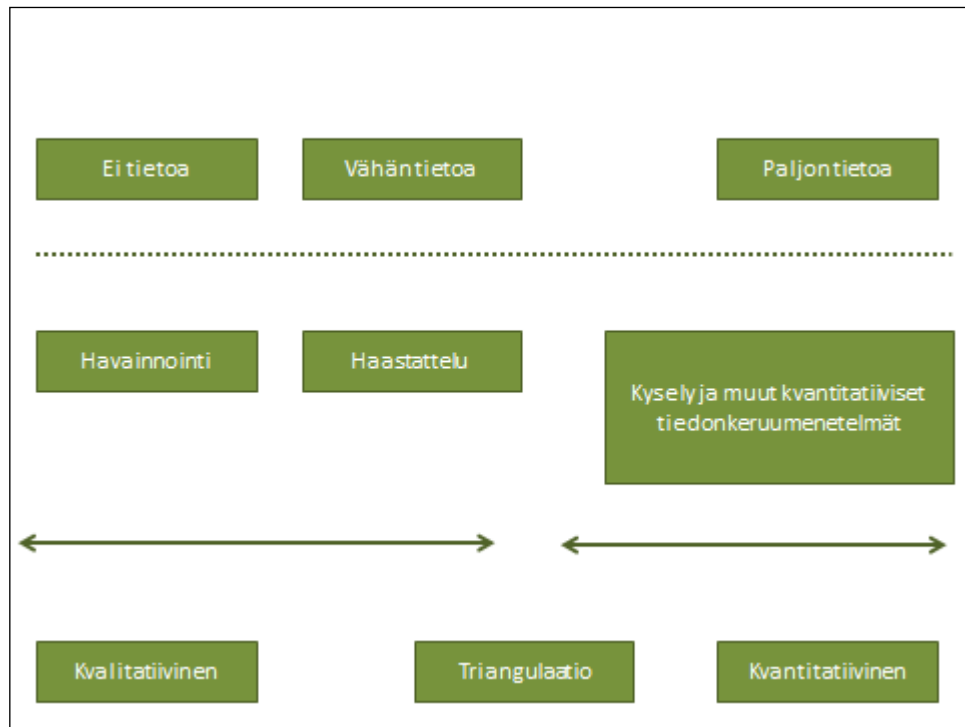 Ei tietoa
Vähän tietoa
Paljon tietoa
Havainnointi
Haastattelu
Kysely ja muut kvantitatiiviset
tiedonkeruumenetelmät
Kvalitatiivinen
Triangulaatio
Kvantitatiivinen